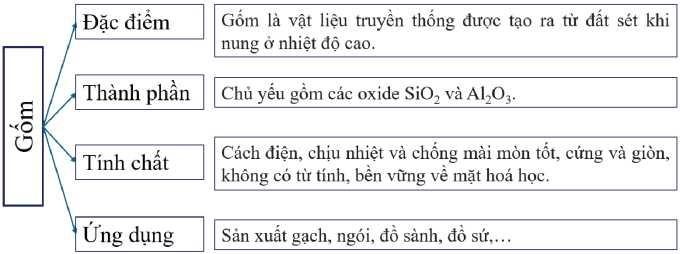 Gốm
Đặc điểm
Gốm là vật liệu truyền thống được tạo ra từ đất sét khi
nung ở nhiệt độ cao.
Thành phần
Chủ yếu gồm các oxide SiO₂ và Al₂O₃.
Tính chất
Cách điện, chịu nhiệt và chống mài mòn tốt, cứng và giòn,
không có từ tính, bền vững về mặt hoá học.
Ứng dụng
Sản xuất gạch, ngói, đồ sành, đồ sứ,…